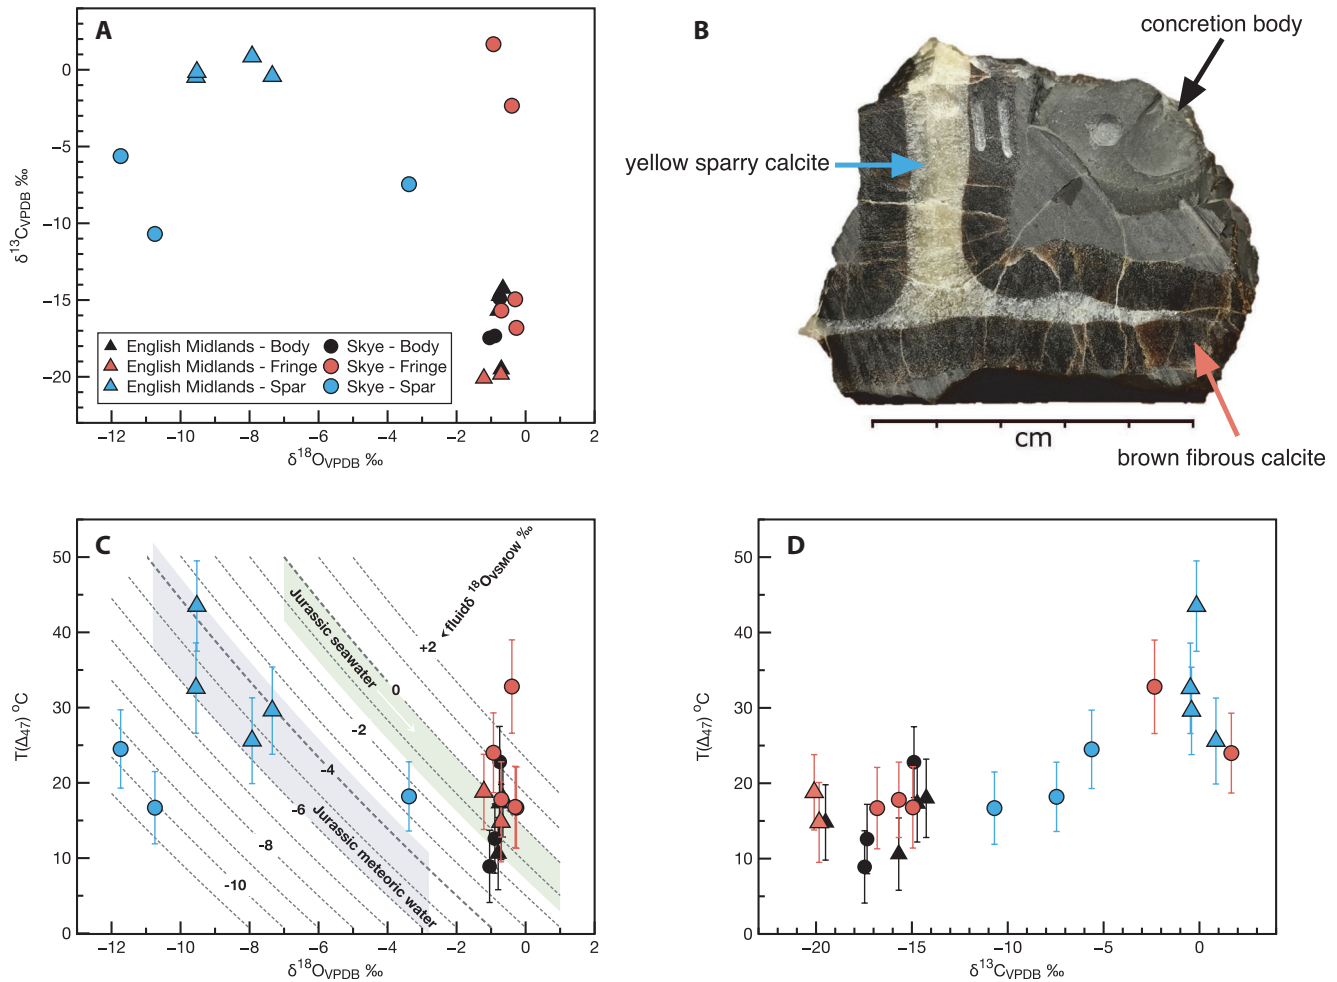 A
0
−5
−10
−15
−20
δ13CVPDB ‰
English Midlands - Body
English Midlands - Fringe
English Midlands - Spar
Skye - Body
Skye - Fringe
Skye - Spar
−12 −10 −8 −6 −4 −2 0 2
δ18OVPDB ‰
B
concretion body
yellow sparry calcite
cm
brown fibrous calcite
C
50
40
30
20
10
0
T(Δ47) oC
Jurassic seawater
Jurassic meteoric water
fluidδ 18OVSMOW ‰
+2
0
-2
-4
-6
-8
-10
−12 −10 −8 −6 −4 −2 0 2
δ18OVPDB ‰
D
50
40
30
20
10
0
T(Δ47) oC
−20 −15 −10 −5 0
δ13CVPDB ‰